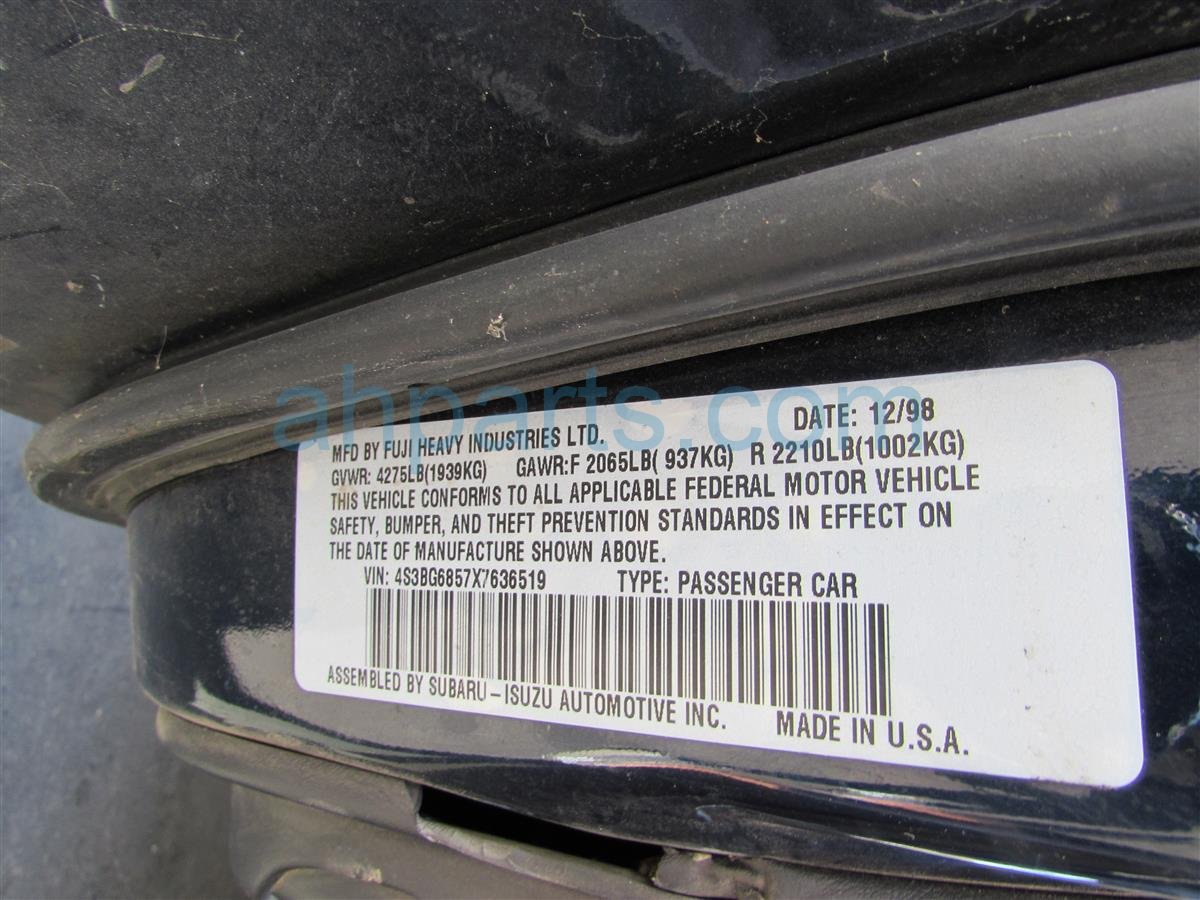 ahparts.com
DATE: 12/98
MFD BY FUJI HEAVY INDUSTRIES LTD.
GVWR: 4275LB(1939KG) GAWR:F 2065LB( 937KG) R 2210LB(1002KG)
THIS VEHICLE CONFORMS TO ALL APPLICABLE FEDERAL MOTOR VEHICLE
SAFETY, BUMPER, AND THEFT PREVENTION STANDARDS IN EFFECT ON
THE DATE OF MANUFACTURE SHOWN ABOVE.
VIN: 4S3BG6857X7636519 TYPE: PASSENGER CAR
ASSEMBLED BY SUBARU-ISUZU AUTOMOTIVE INC. MADE IN U.S.A.